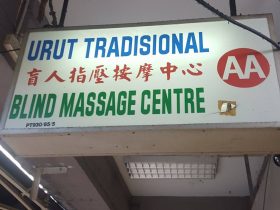 URUT TRADISIONAL
盲人指壓按摩中心
AA
BLIND MASSAGE CENTRE